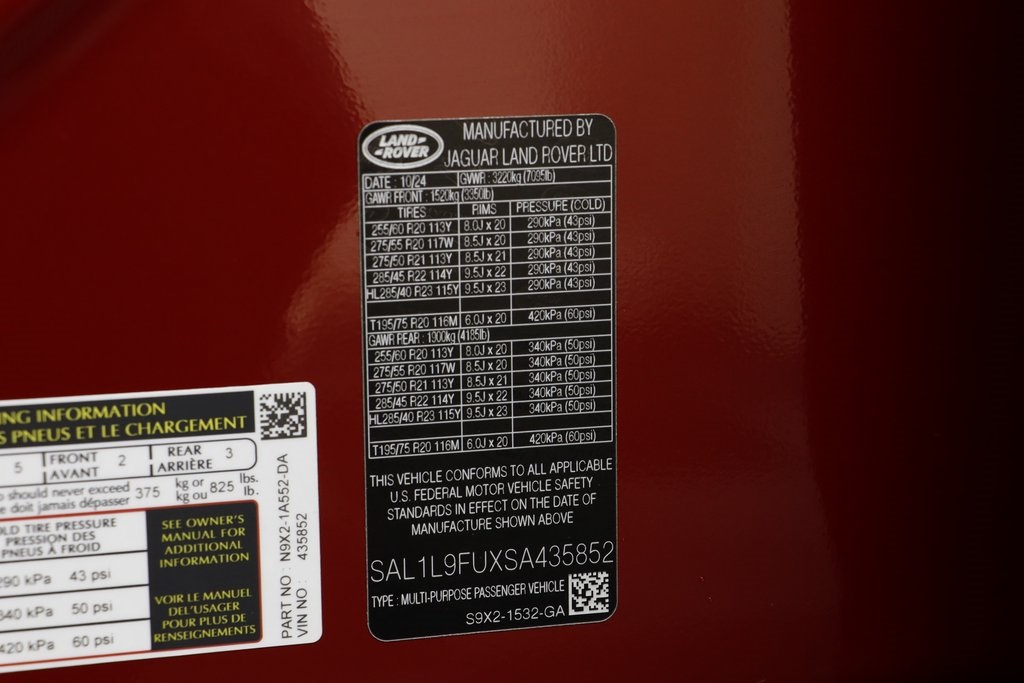 LAND-
-ROVER
MANUFACTURED BY
JAGUAR LAND ROVER LTD
DATE : 10/24 GVWR : 3220kg (7095lb)
GAWR FRONT : 1520kg (3350lb)
TIRES RIMS PRESSURE (COLD)
255/60 R20 113Y 8.0J x 20 290kPa (43psi)
275/55 R20 117W 8.5J x 20 290kPa (43psi)
275/50 R21 113Y 8.5J x 21 290kPa (43psi)
285/45 R22 114Y 9.5J x 22 290kPa (43psi)
HL285/40 R23 115Y 9.5J x 23 290kPa (43psi)
T195/75 R20 116M 6.0J x 20 420kPa (60psi)
GAWR REAR : 1900kg (4185lb)
255/60 R20 113Y 8.0J x 20 340kPa (50psi)
275/55 R20 117W 8.5J x 20 340kPa (50psi)
275/50 R21 113Y 8.5J x 21 340kPa (50psi)
285/45 R22 114Y 9.5J x 22 340kPa (50psi)
HL285/40 R23 115Y 9.5J x 23 340kPa (50psi)
T195/75 R20 116M 6.0J x 20 420kPa (60psi)
THIS VEHICLE CONFORMS TO ALL APPLICABLE
U.S. FEDERAL MOTOR VEHICLE SAFETY
STANDARDS IN EFFECT ON THE DATE OF
MANUFACTURE SHOWN ABOVE
SAL1L9FUXSA435852
TYPE : MULTI-PURPOSE PASSENGER VEHICLE
S9X2-1532-GA
ING INFORMATION
S PNEUS ET LE CHARGEMENT
5 FRONT 2 REAR 3
AVANT ARRIÈRE
should never exceed 375 kg or 825 lbs.
e doit jamais dépasser kg ou lb.
OLD TIRE PRESSURE
PRESSION DES
PNEUS À FROID
290 kPa 43 psi
340 kPa 50 psi
420 kPa 60 psi
SEE OWNER'S
MANUAL FOR
ADDITIONAL
INFORMATION
VOIR LE MANUEL
DEL'USAGER
POUR PLUS DE
RENSEIGNEMENTS
PART NO : N9X2-1A552-DA
VIN NO : 435852